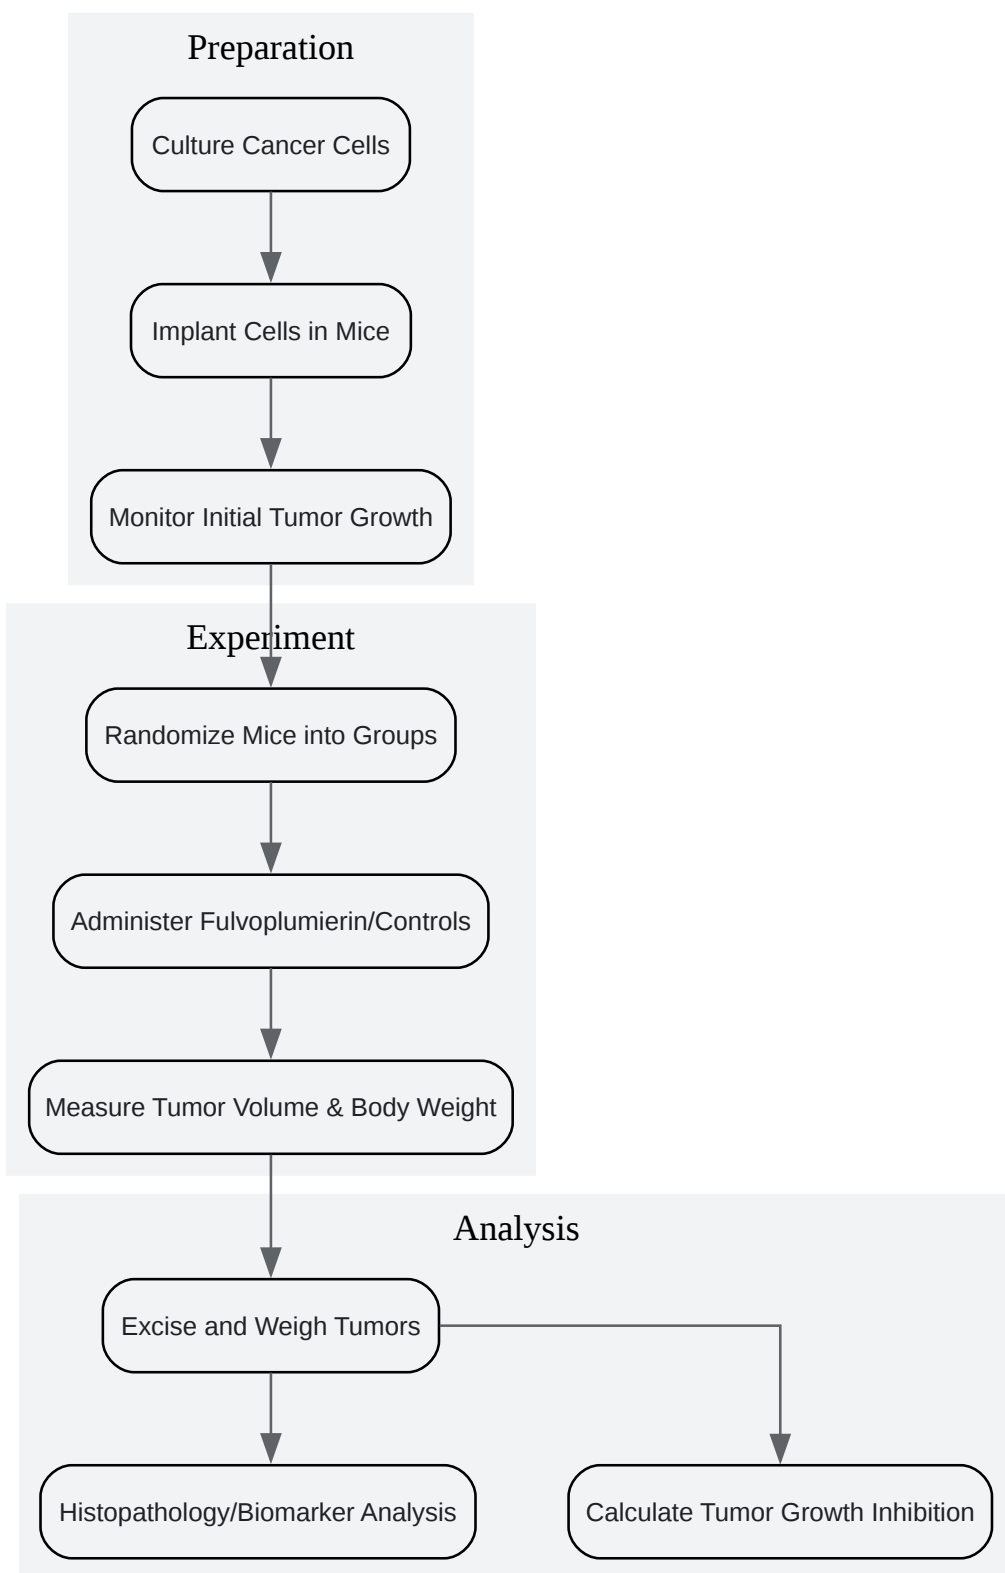 Preparation
Culture Cancer Cells
Implant Cells in Mice
Monitor Initial Tumor Growth
Experiment
Randomize Mice into Groups
Administer Fulvoplumierin/Controls
Measure Tumor Volume & Body Weight
Analysis
Excise and Weigh Tumors
Histopathology/Biomarker Analysis
Calculate Tumor Growth Inhibition